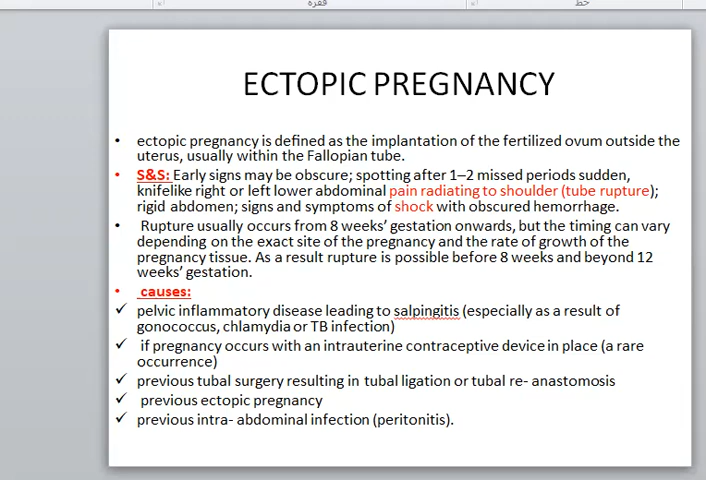 فقرة
خط
ECTOPIC PREGNANCY
• ectopic pregnancy is defined as the implantation of the fertilized ovum outside the
uterus, usually within the Fallopian tube.
• S&S: Early signs may be obscure; spotting after 1–2 missed periods sudden,
knifelike right or left lower abdominal pain radiating to shoulder (tube rupture);
rigid abdomen; signs and symptoms of shock with obscured hemorrhage.
• Rupture usually occurs from 8 weeks’ gestation onwards, but the timing can vary
depending on the exact site of the pregnancy and the rate of growth of the
pregnancy tissue. As a result rupture is possible before 8 weeks and beyond 12
weeks’ gestation.
• causes:
✓ pelvic inflammatory disease leading to salpingitis (especially as a result of
gonococcus, chlamydia or TB infection)
✓ if pregnancy occurs with an intrauterine contraceptive device in place (a rare
occurrence)
✓ previous tubal surgery resulting in tubal ligation or tubal re- anastomosis
✓ previous ectopic pregnancy
✓ previous intra- abdominal infection (peritonitis).